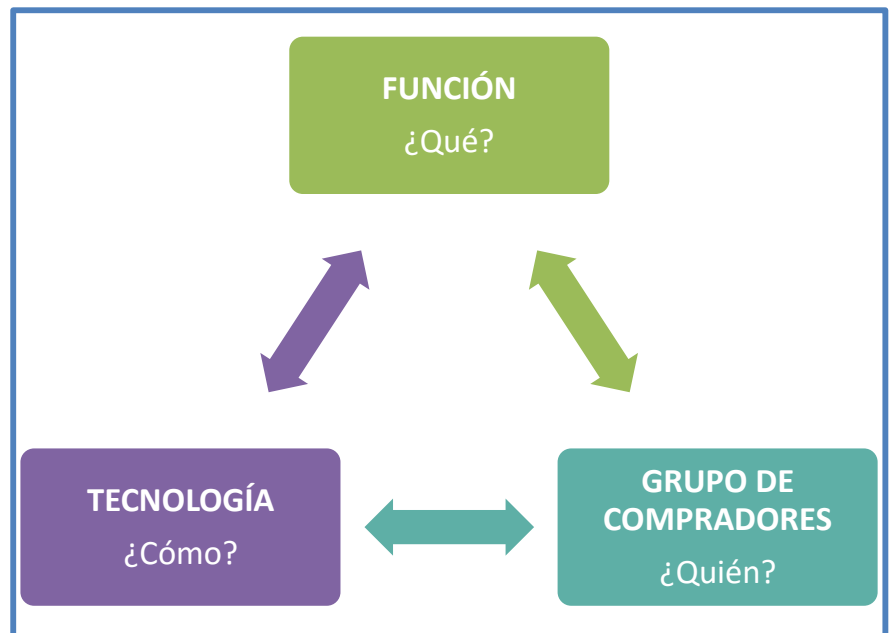 FUNCIÓN
¿Qué?
TECNOLOGÍA
¿Cómo?
GRUPO DE
COMPRADORES
¿Quién?